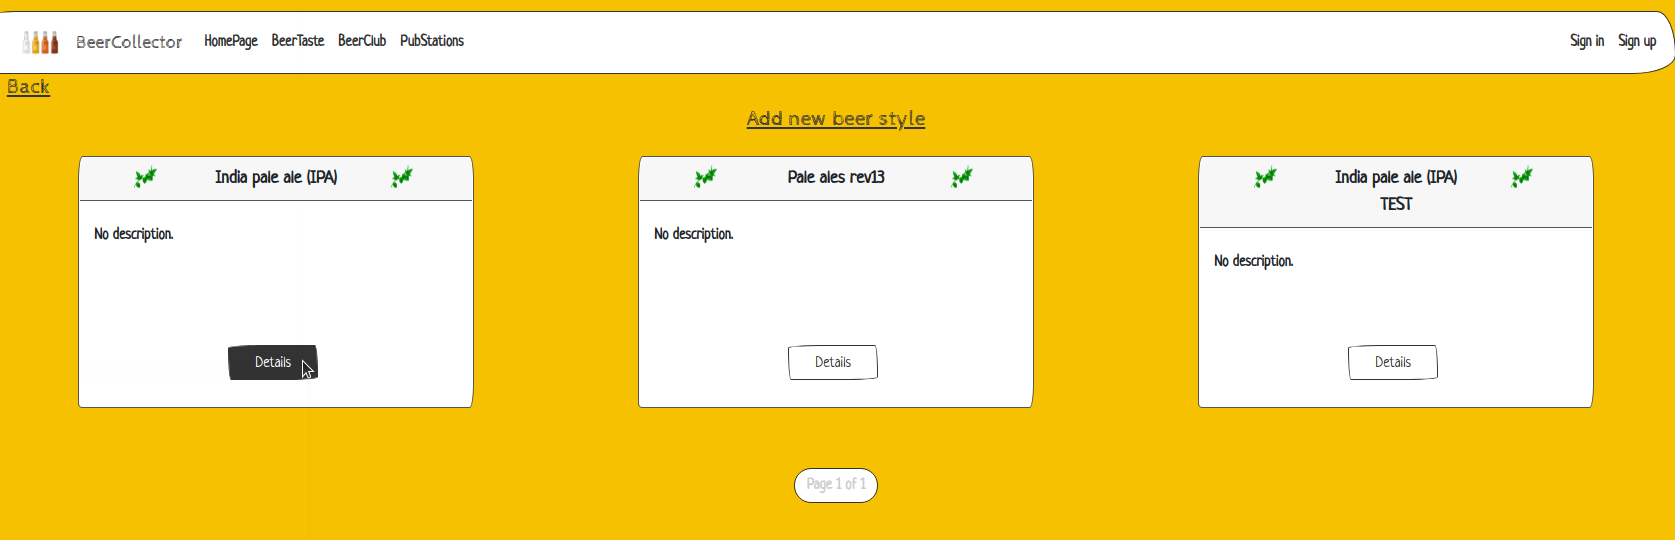 BeerCollector HomePage BeerTaste BeerClub PubStations Sign in Sign up
Back
Add new beer style
India pale ale (IPA)
No description.
Details
Pale ales rev13
No description.
Details
India pale ale (IPA)
TEST
No description.
Details
Page 1 of 1